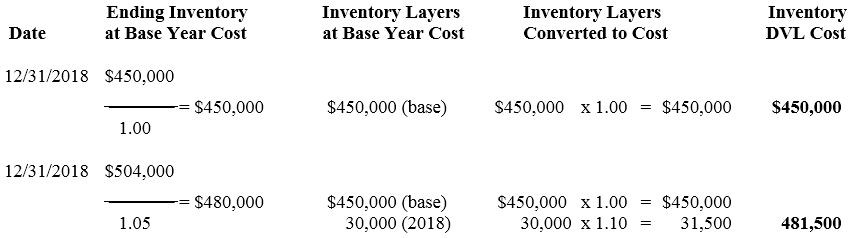 Ending Inventory Inventory Layers Inventory Layers Inventory
Date at Base Year Cost at Base Year Cost Converted to Cost DVL Cost
12/31/2018 $450,000
= $450,000 $450,000 (base) $450,000 x 1.00 = $450,000 $450,000
1.00
12/31/2018 $504,000
= $480,000 $450,000 (base) $450,000 x 1.00 = $450,000
1.05 30,000 (2018) 30,000 x 1.10 = 31,500 481,500